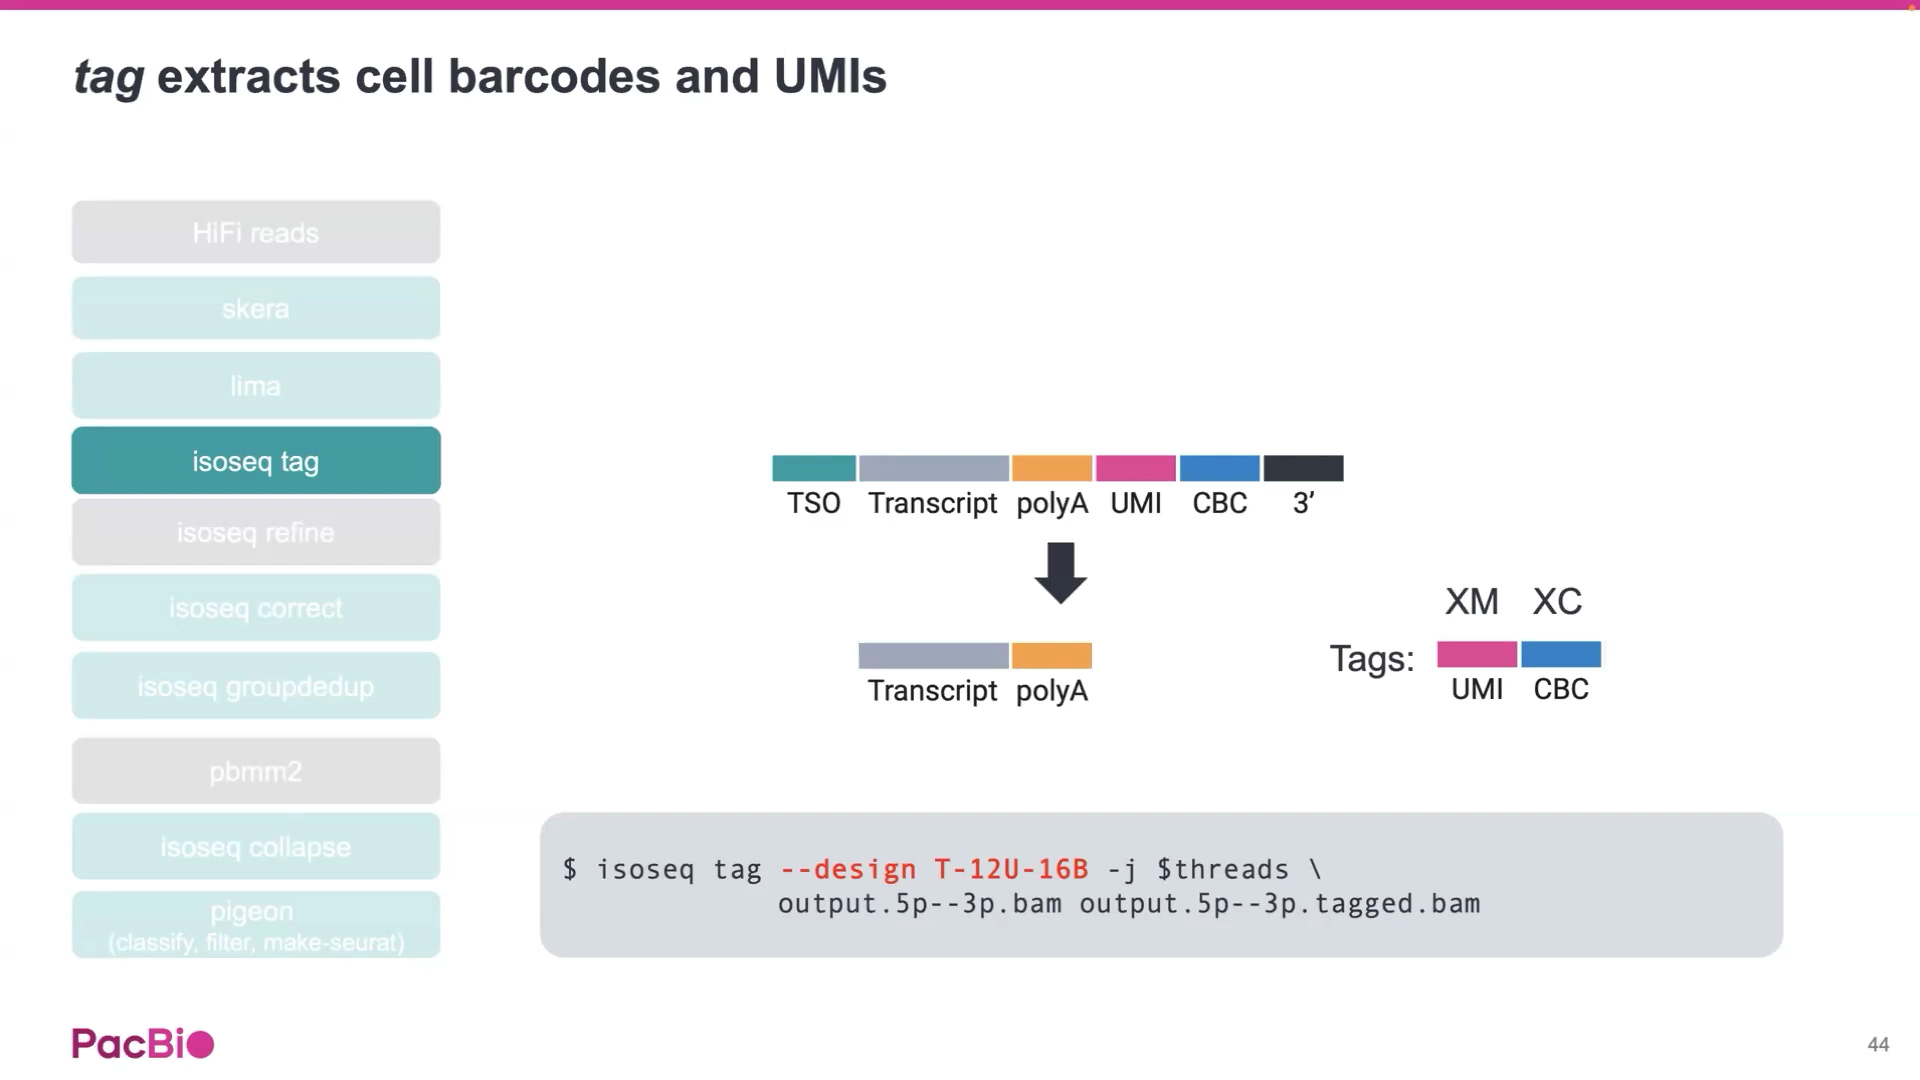 tag extracts cell barcodes and UMIs
HiFi reads
skera
lima
isoseq tag
isoseq refine
isoseq correct
isoseq groupdedup
pbmm2
isoseq collapse
pigeon
(classify, filter, make-seurat)
TSO Transcript polyA UMI CBC 3’
Transcript polyA
XM XC
Tags:
UMI CBC
$ isoseq tag --design T-12U-16B -j $threads \
output.5p--3p.bam output.5p--3p.tagged.bam
PacBio
44